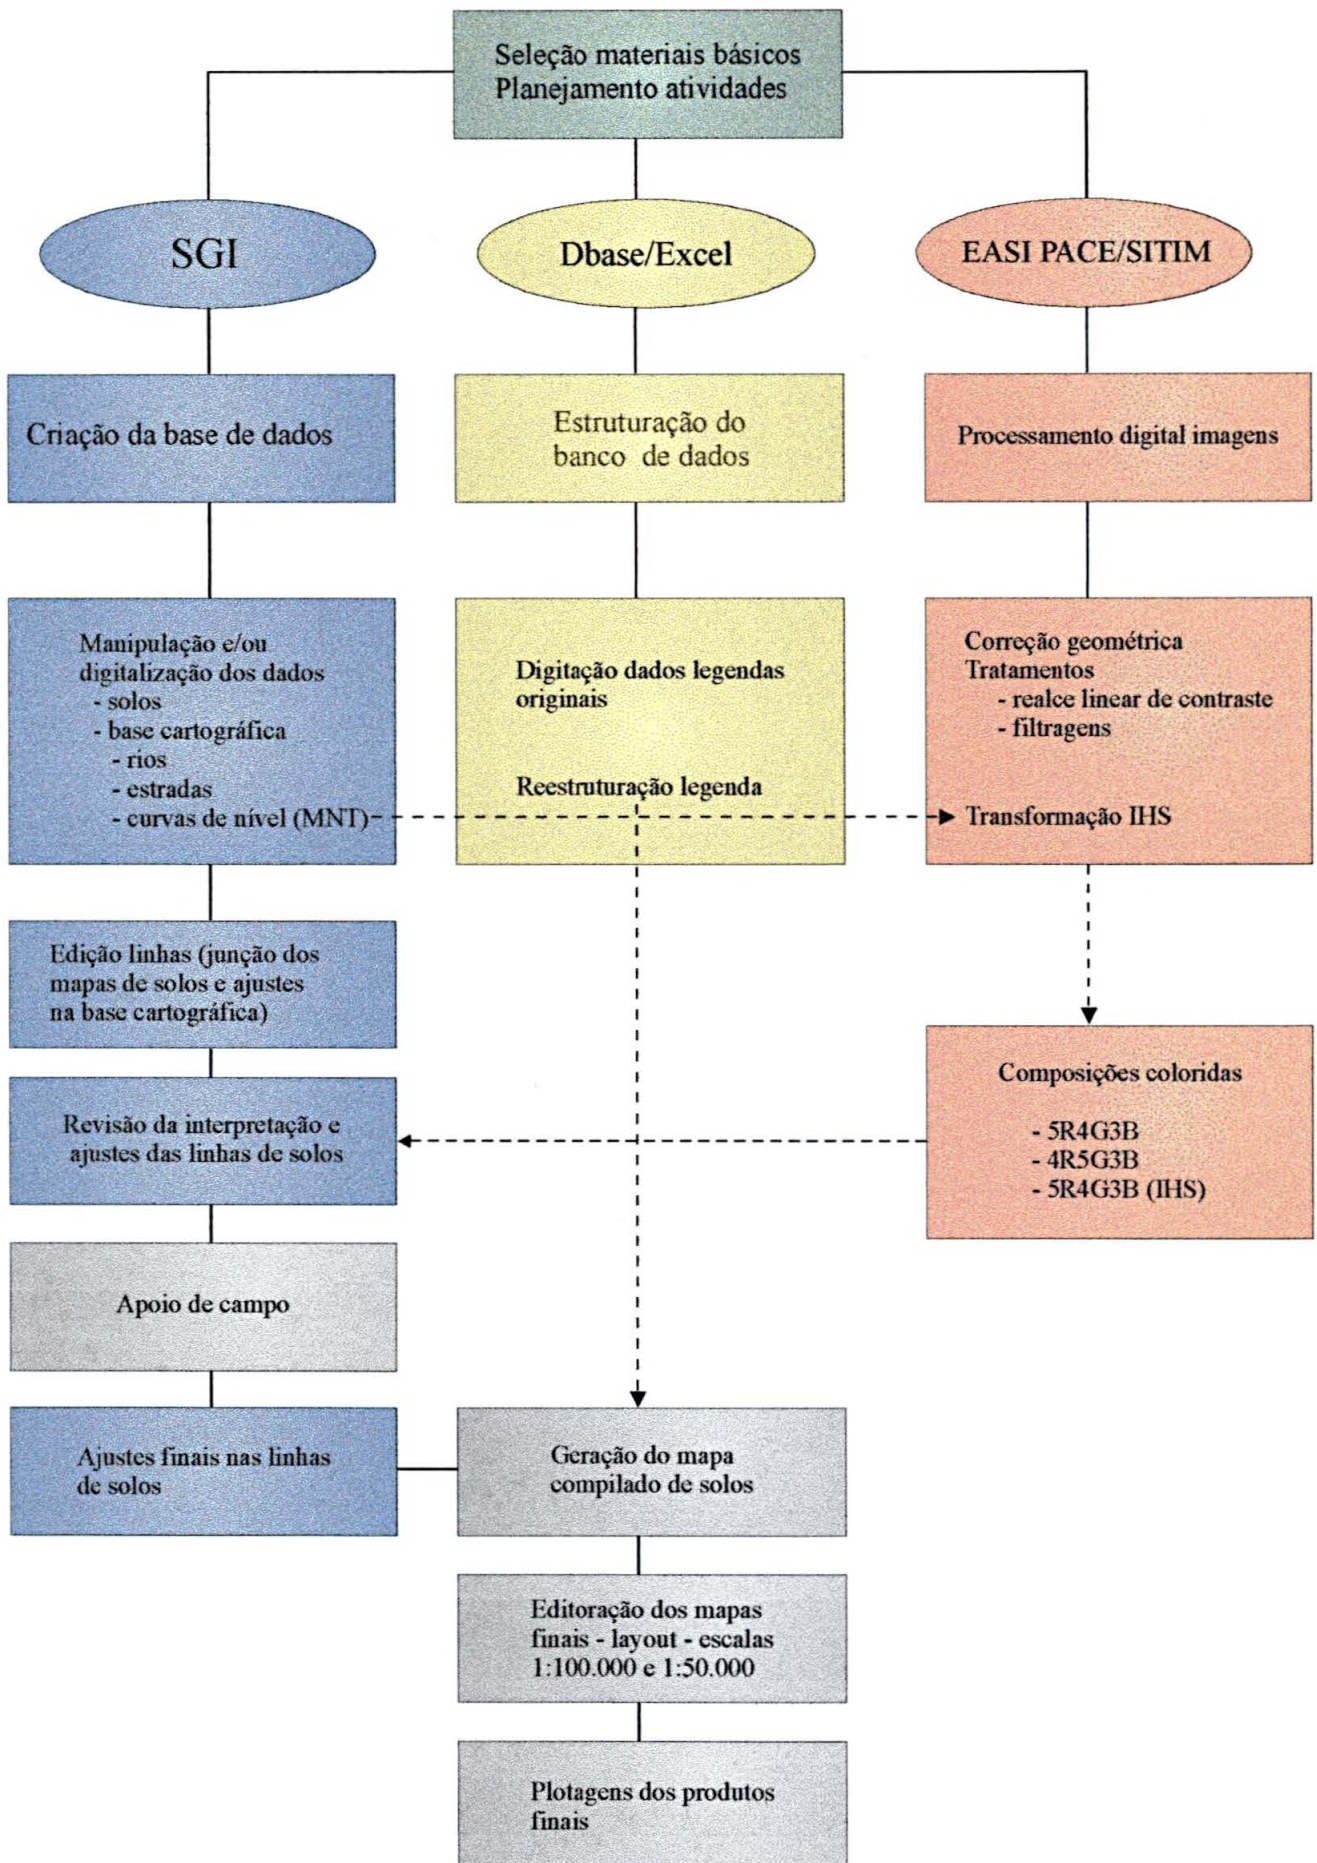 Seleção materiais básicos
Planejamento atividades
SGI
Dbase/Excel
EASI PACE/SITIM
Criação da base de dados
Estruturação do
banco de dados
Processamento digital imagens
Manipulação e/ou
digitalização dos dados
- solos
- base cartográfica
- rios
- estradas
- curvas de nível (MNT)
Digitação dados legendas
originais
Reestruturação legenda
Correção geométrica
Tratamentos
- realce linear de contraste
- filtragens
Transformação IHS
Edição linhas (junção dos
mapas de solos e ajustes
na base cartográfica)
Revisão da interpretação e
ajustes das linhas de solos
Composições coloridas
- 5R4G3B
- 4R5G3B
- 5R4G3B (IHS)
Apoio de campo
Ajustes finais nas linhas
de solos
Geração do mapa
compilado de solos
Editoração dos mapas
finais - layout - escalas
1:100.000 e 1:50.000
Plotagens dos produtos
finais